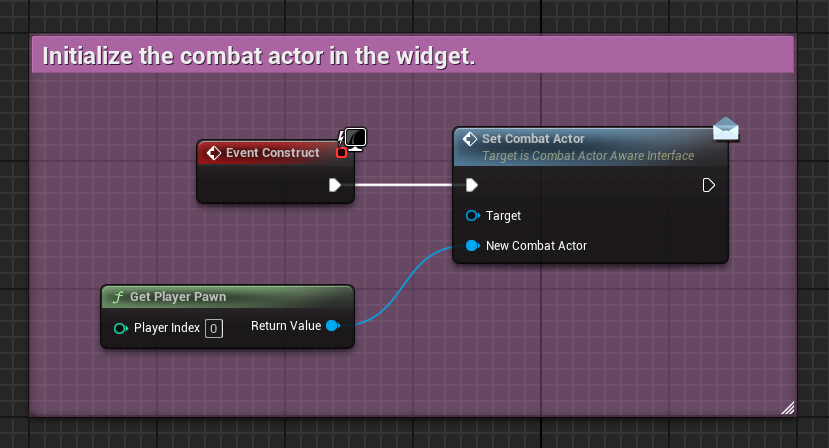 Initialize the combat actor in the widget.
Event Construct
Set Combat Actor
Target is Combat Actor Aware Interface
Target
New Combat Actor
f Get Player Pawn
Player Index 0 Return Value